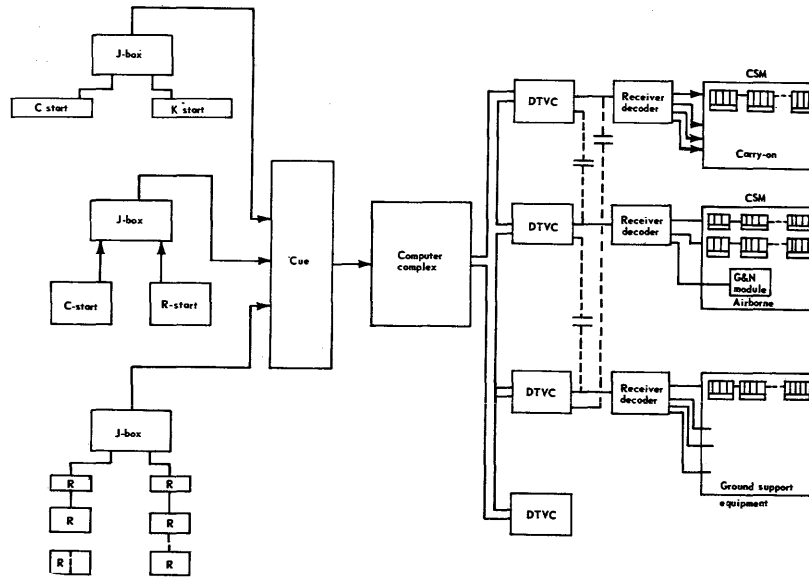 J-box
C start
K start
J-box
C-start
R-start
J-box
R
R
R
R
R
R
Cue
Computer
complex
DTVC
DTVC
DTVC
DTVC
Receiver
decoder
Receiver
decoder
Receiver
decoder
CSM
Carry-on
CSM
G&N
module
Airborne
Ground support
equipment